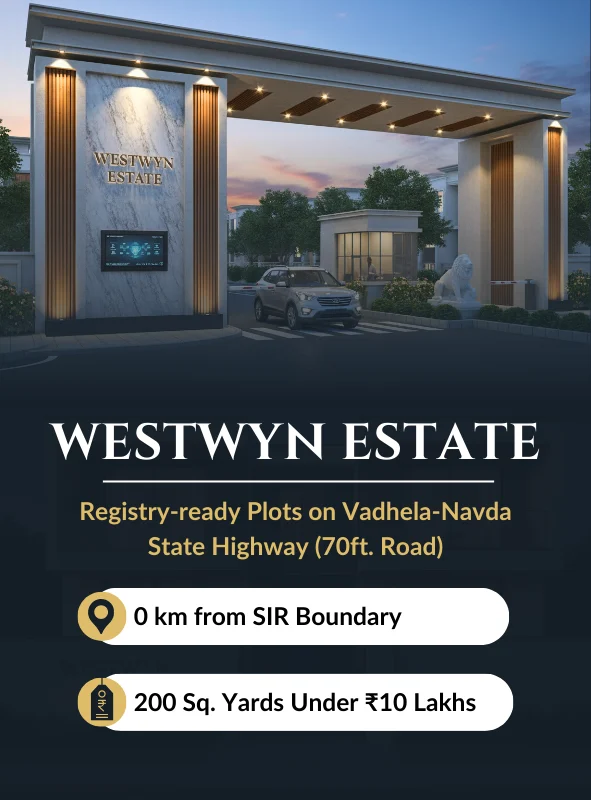 WESTWYN
ESTATE
WESTWYN ESTATE
Registry-ready Plots on Vadhela-Navda
State Highway (70ft. Road)
0 km from SIR Boundary
200 Sq. Yards Under ₹10 Lakhs